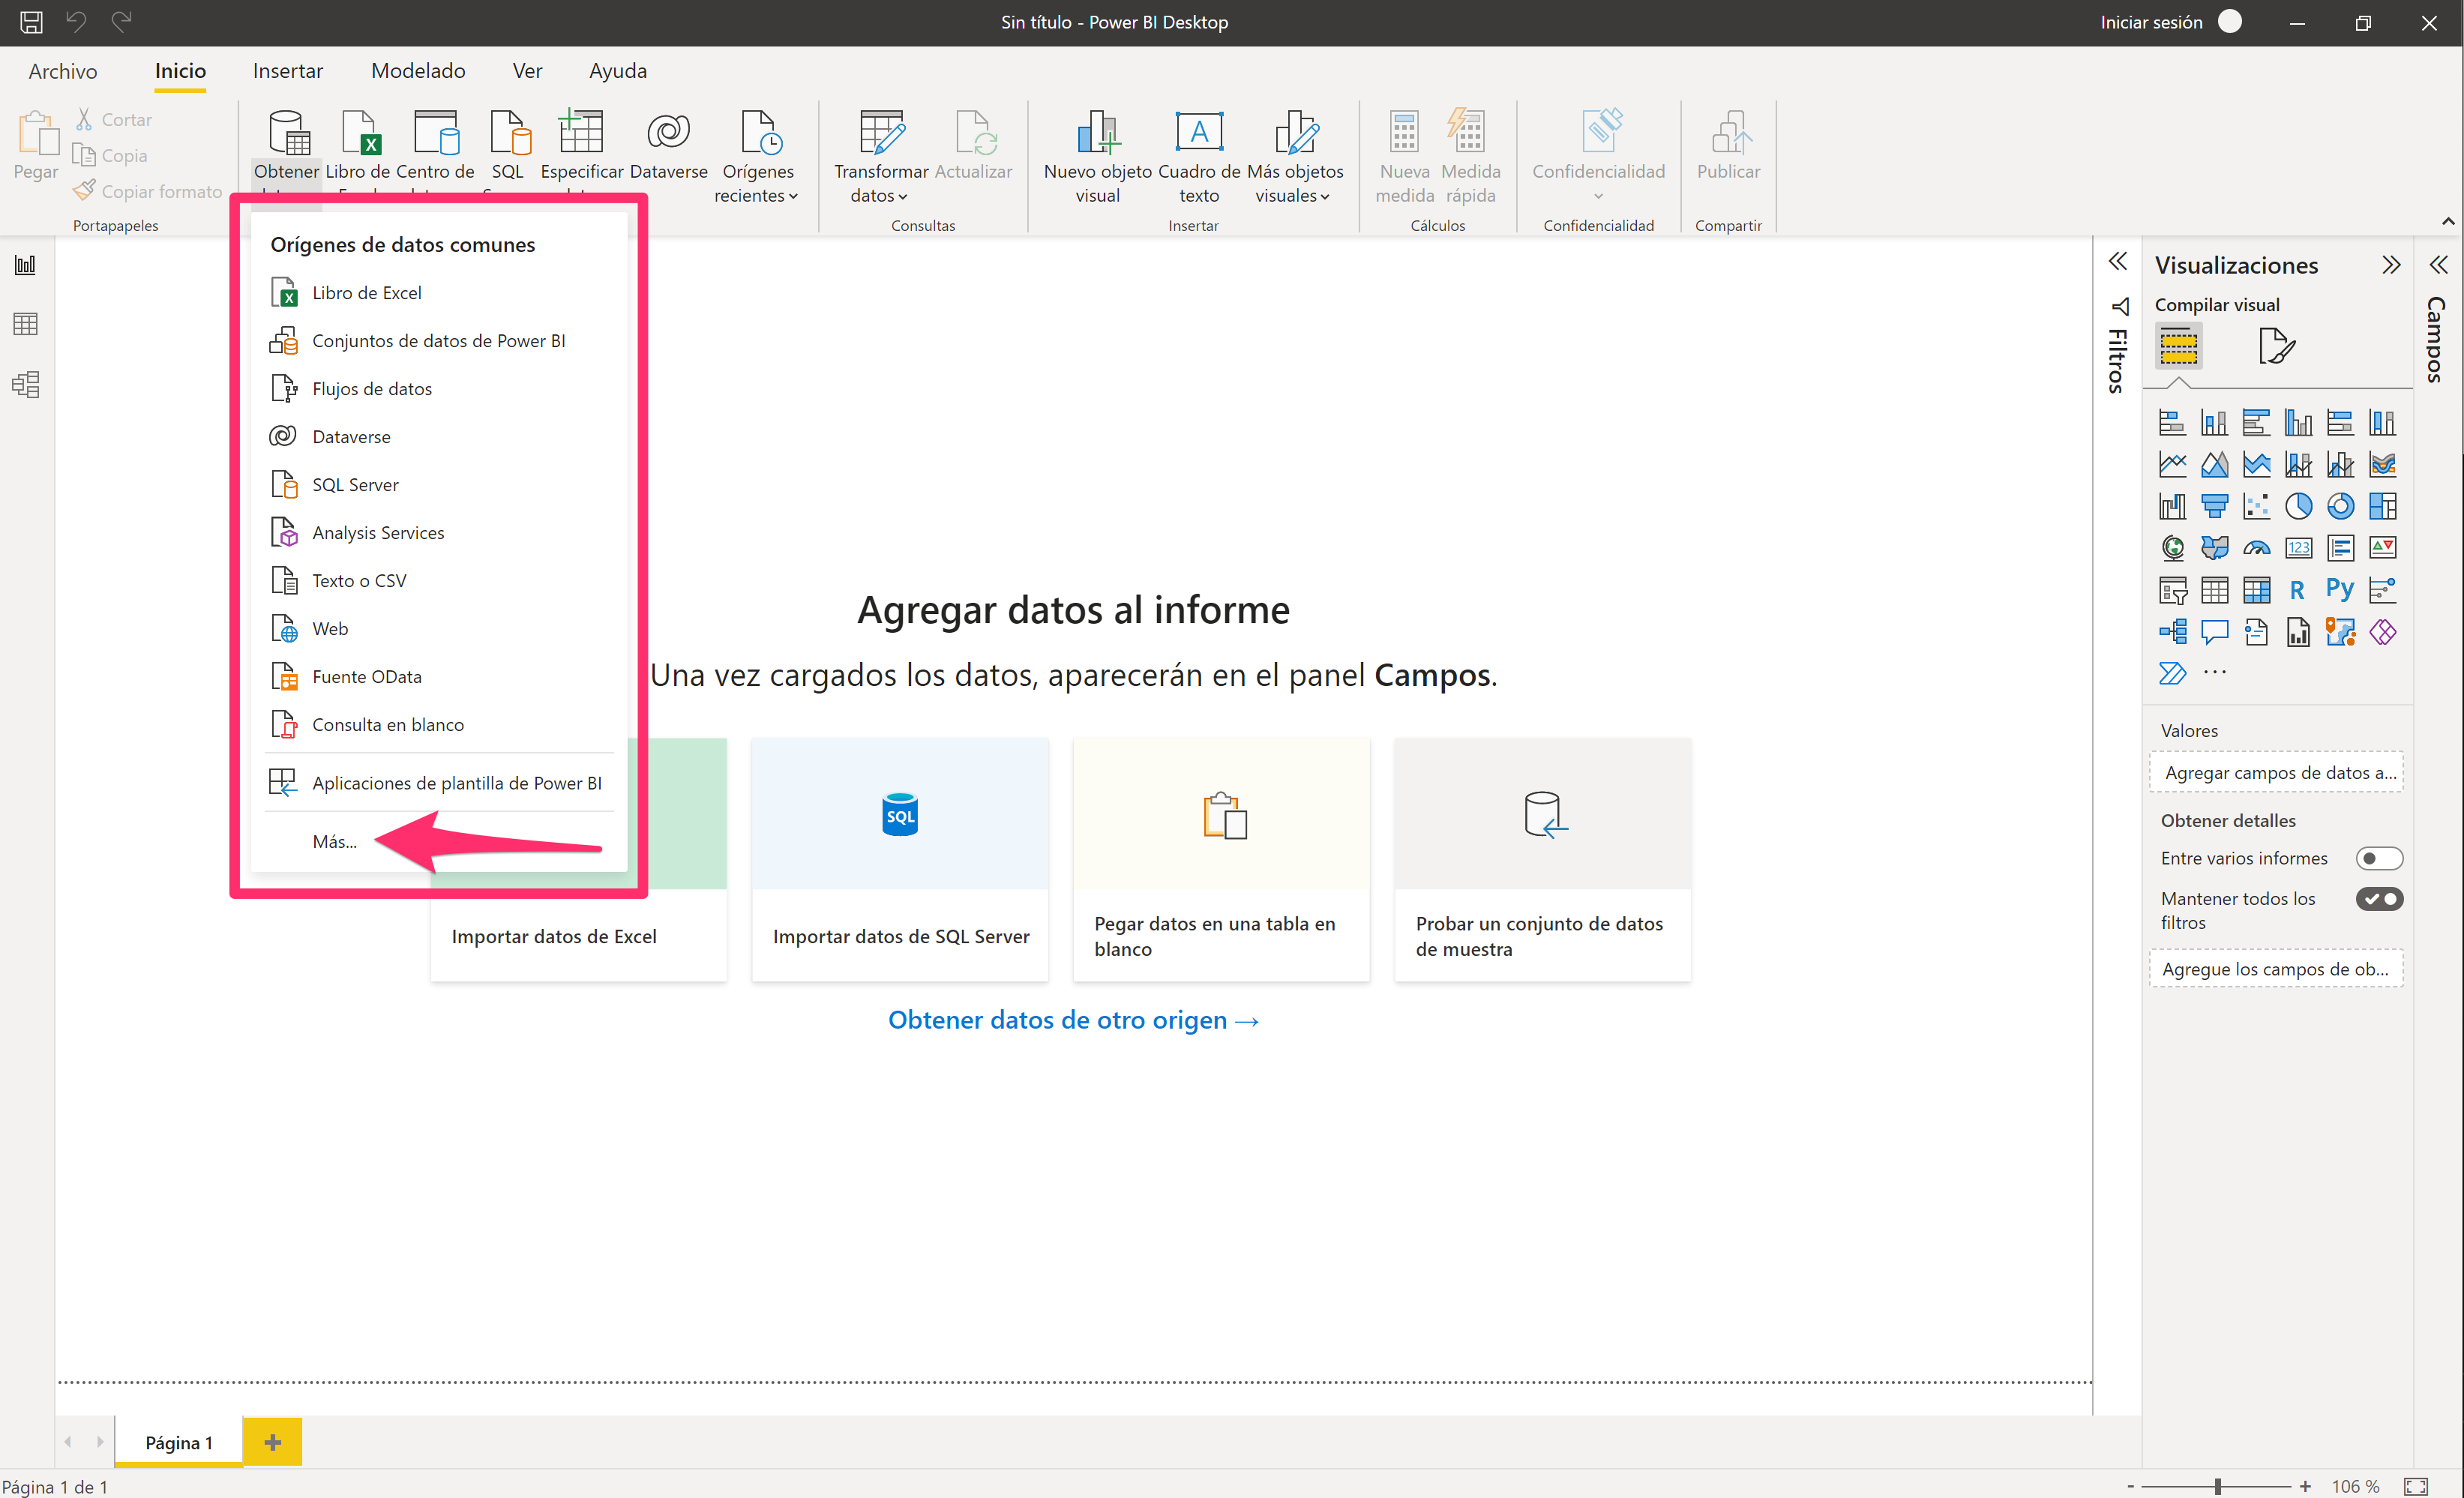 Sin título - Power BI Desktop
Iniciar sesión
Archivo
Inicio
Insertar
Modelado
Ver
Ayuda
Pegar
Cortar
Copia
Copiar formato
Portapapeles
Obtener
Libro de
Centro de
SQL
Especificar
Dataverse
Orígenes
recientes
Transformar
datos
Actualizar
Consultas
Nuevo objeto
visual
Cuadro de
texto
Más objetos
visuales
Insertar
Nueva
medida
Medida
rápida
Cálculos
Confidencialidad
Confidencialidad
Publicar
Compartir
Orígenes de datos comunes
Libro de Excel
Conjuntos de datos de Power BI
Flujos de datos
Dataverse
SQL Server
Analysis Services
Texto o CSV
Web
Fuente OData
Consulta en blanco
Aplicaciones de plantilla de Power BI
Más...
Agregar datos al informe
Una vez cargados los datos, aparecerán en el panel Campos.
SQL
Importar datos de Excel
Importar datos de SQL Server
Pegar datos en una tabla en
blanco
Probar un conjunto de datos
de muestra
Obtener datos de otro origen →
Filtros
Visualizaciones
Compilar visual
123
R
Py
Valores
Agregar campos de datos a...
Obtener detalles
Entre varios informes
Mantener todos los
filtros
Agregue los campos de ob...
Campos
Página 1
Página 1 de 1
- + 106 %